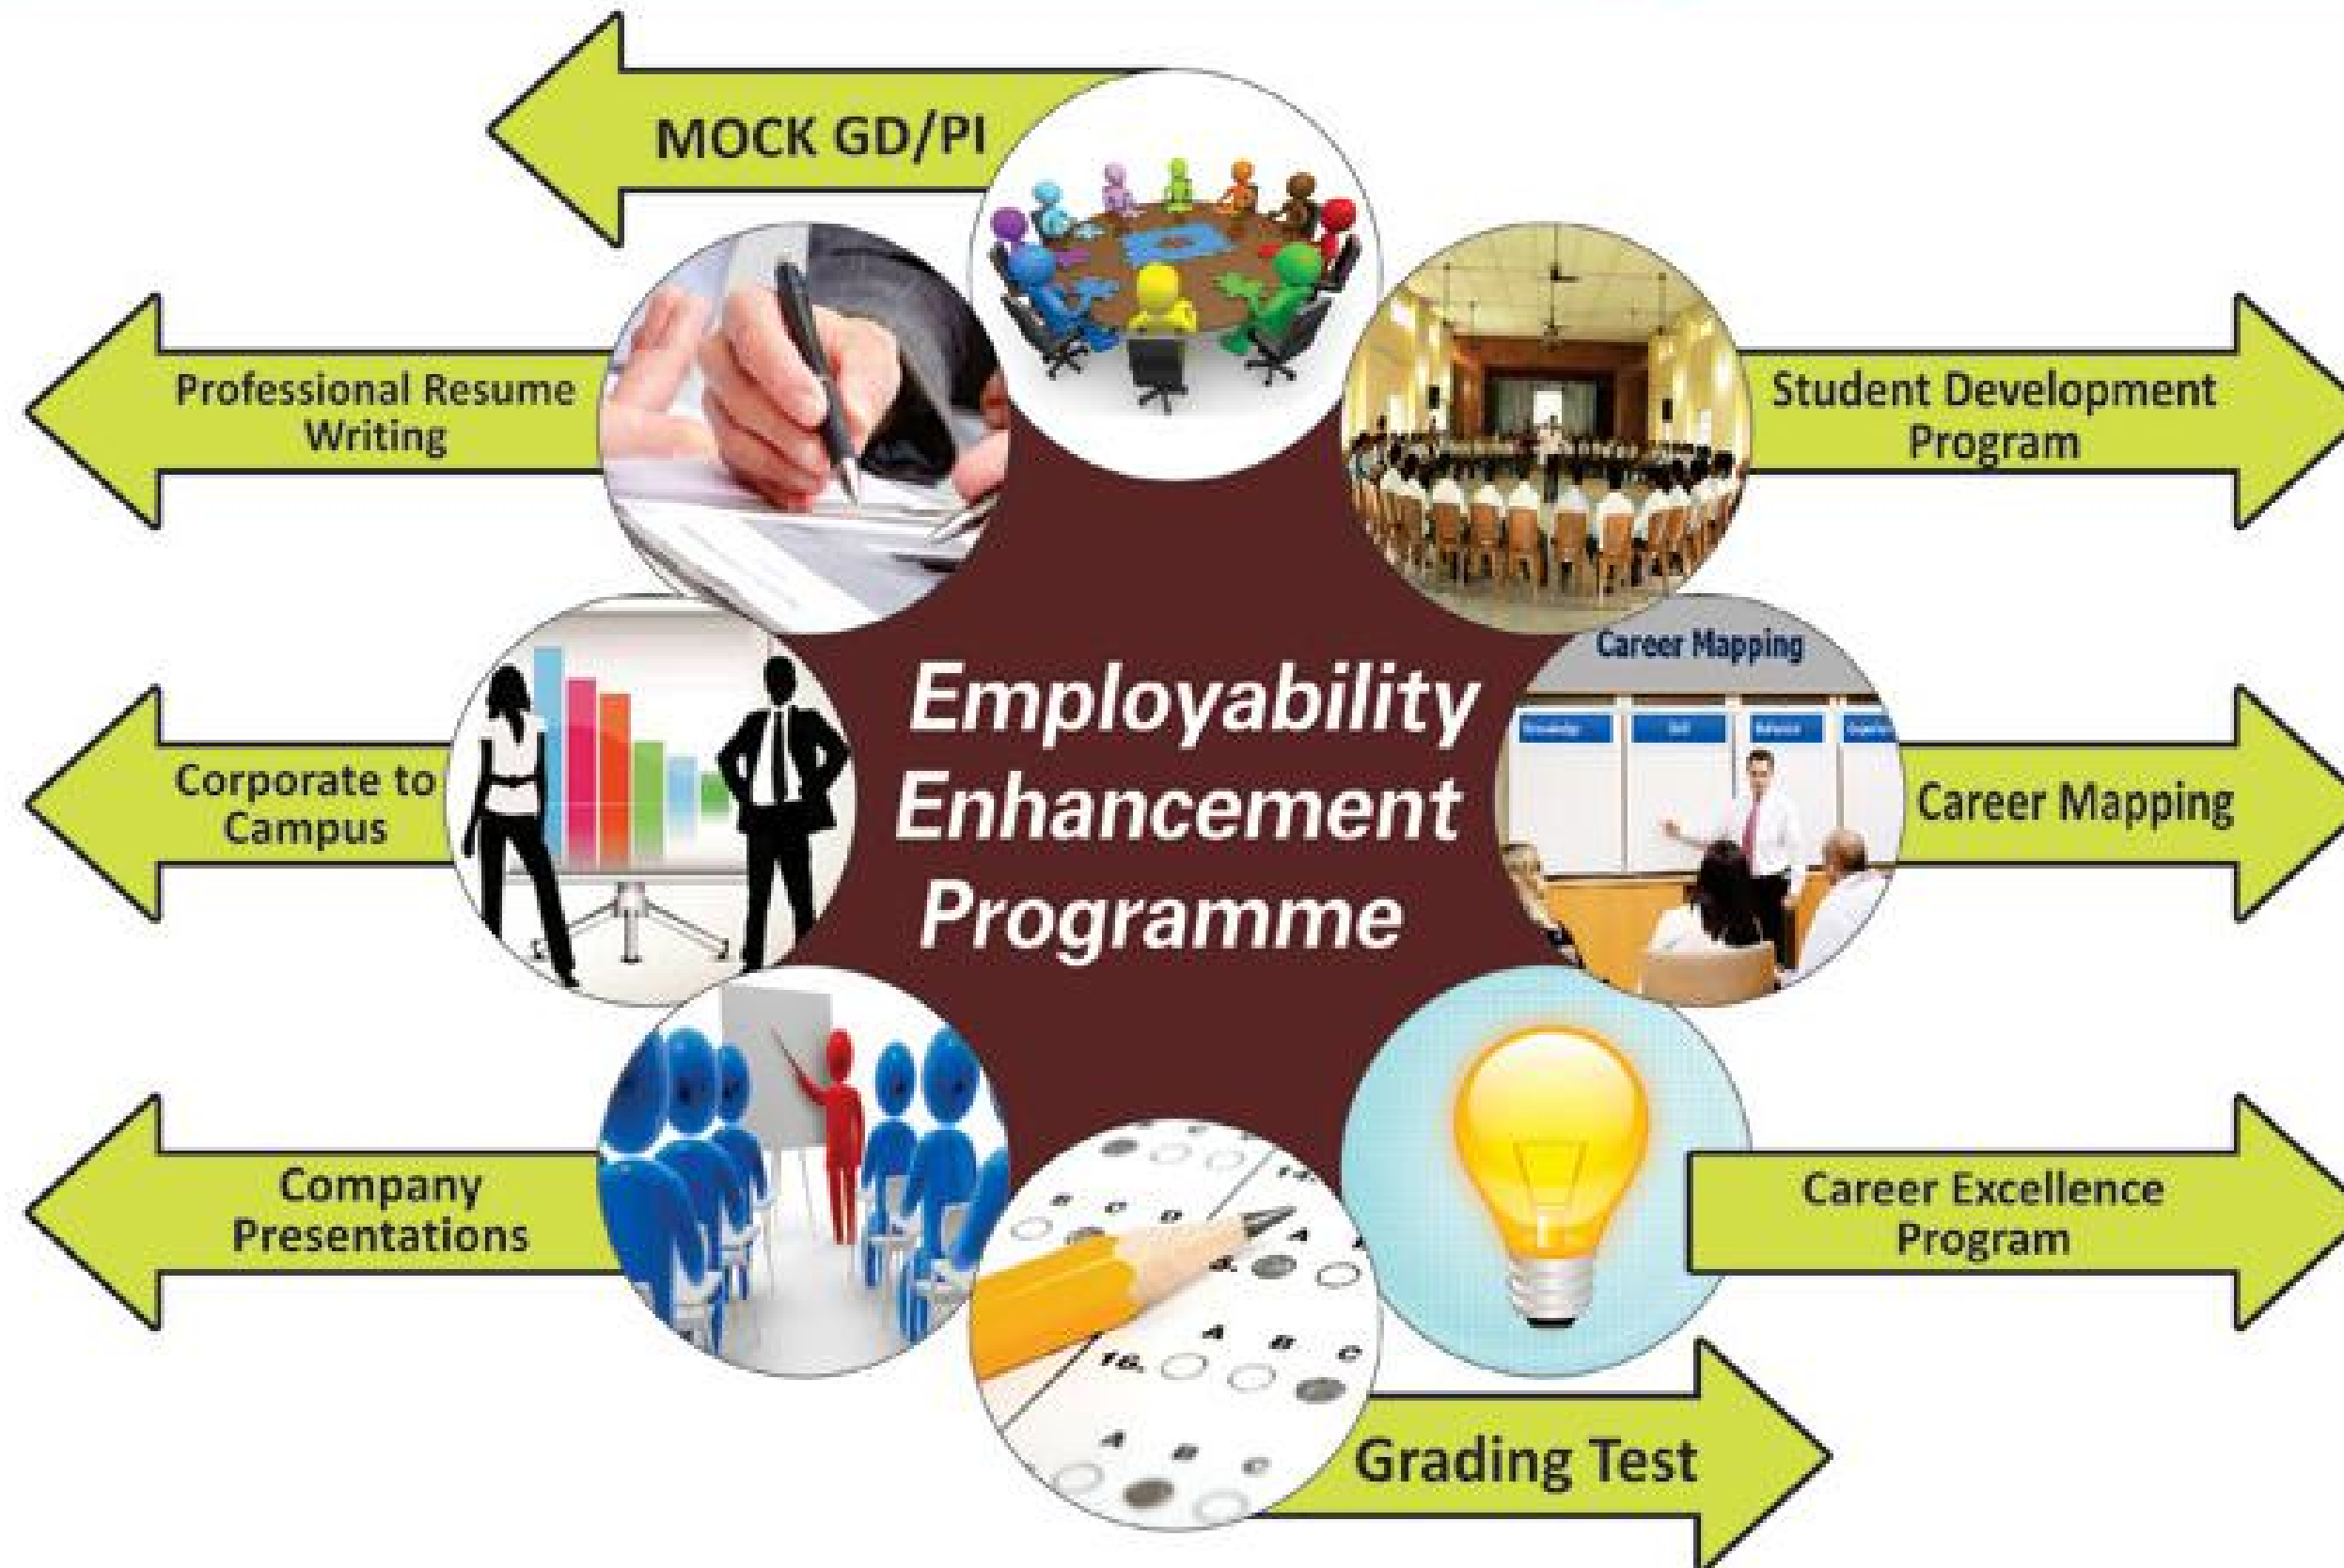 MOCK GD/PI
Professional Resume
Writing
Student Development
Program
Career Mapping
Employability
Enhancement
Programme
Corporate to
Campus
Career Mapping
Company
Presentations
Career Excellence
Program
Grading Test
B C D
A
A B C
16.
A B C